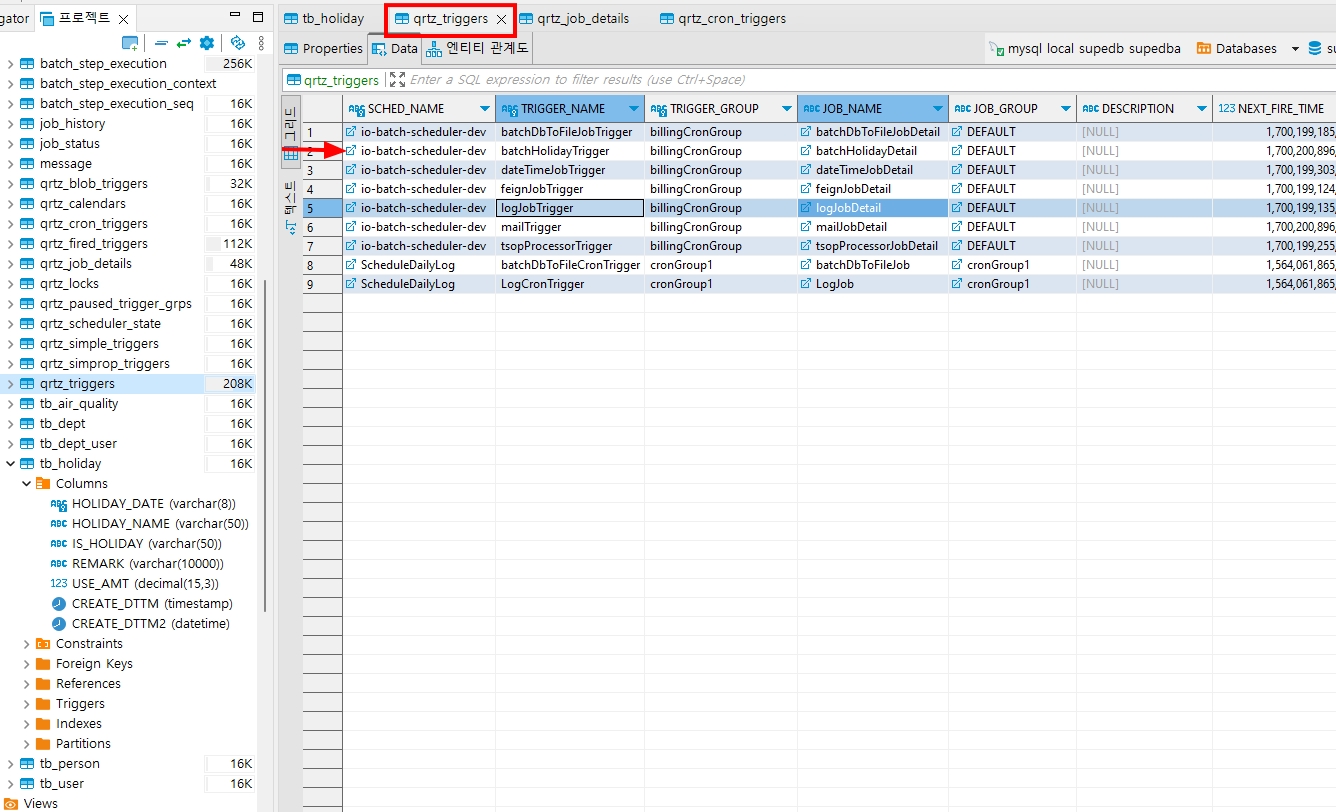 gator 프로젝트
batch_step_execution 256K
batch_step_execution_context
batch_step_execution_seq 16K
job_history 16K
job_status 16K
message 16K
qrtz_blob_triggers 32K
qrtz_calendars 16K
qrtz_cron_triggers 16K
qrtz_fired_triggers 112K
qrtz_job_details 48K
qrtz_locks 16K
qrtz_paused_trigger_grps 16K
qrtz_scheduler_state 16K
qrtz_simple_triggers 16K
qrtz_simprop_triggers 16K
qrtz_triggers 208K
tb_air_quality 16K
tb_dept 16K
tb_dept_user 16K
tb_holiday 16K
Columns
ABC HOLIDAY_DATE (varchar(8))
ABC HOLIDAY_NAME (varchar(50))
ABC IS_HOLIDAY (varchar(50))
ABC REMARK (varchar(10000))
123 USE_AMT (decimal(15,3))
CREATE_DTTM (timestamp)
CREATE_DTTM2 (datetime)
Constraints
Foreign Keys
References
Triggers
Indexes
Partitions
tb_person 16K
tb_user 16K
Views
tb_holiday qrtz_triggers qrtz_job_details qrtz_cron_triggers
Properties Data 엔티티 관계도 mysql local supedb supedba Databases su
qrtz_triggers Enter a SQL expression to filter results (use Ctrl+Space)
그리드
텍스트
ABC SCHED_NAME ABC TRIGGER_NAME ABC TRIGGER_GROUP ABC JOB_NAME ABC JOB_GROUP ABC DESCRIPTION 123 NEXT_FIRE_TIME
1 io-batch-scheduler-dev batchDbToFileJobTrigger billingCronGroup batchDbToFileJobDetail DEFAULT [NULL] 1,700,199,185,
2 io-batch-scheduler-dev batchHolidayTrigger billingCronGroup batchHolidayDetail DEFAULT [NULL] 1,700,200,896,
3 io-batch-scheduler-dev dateTimeJobTrigger billingCronGroup dateTimeJobDetail DEFAULT [NULL] 1,700,199,303,
4 io-batch-scheduler-dev feignJobTrigger billingCronGroup feignJobDetail DEFAULT [NULL] 1,700,199,124,
5 io-batch-scheduler-dev logJobTrigger billingCronGroup logJobDetail DEFAULT [NULL] 1,700,199,135,
6 io-batch-scheduler-dev mailTrigger billingCronGroup mailJobDetail DEFAULT [NULL] 1,700,200,896,
7 io-batch-scheduler-dev tsopProcessorTrigger billingCronGroup tsopProcessorJobDetail DEFAULT [NULL] 1,700,199,255,
8 ScheduleDailyLog batchDbToFileCronTrigger cronGroup1 batchDbToFileJob cronGroup1 [NULL] 1,564,061,865,
9 ScheduleDailyLog LogCronTrigger cronGroup1 LogJob cronGroup1 [NULL] 1,564,061,865,